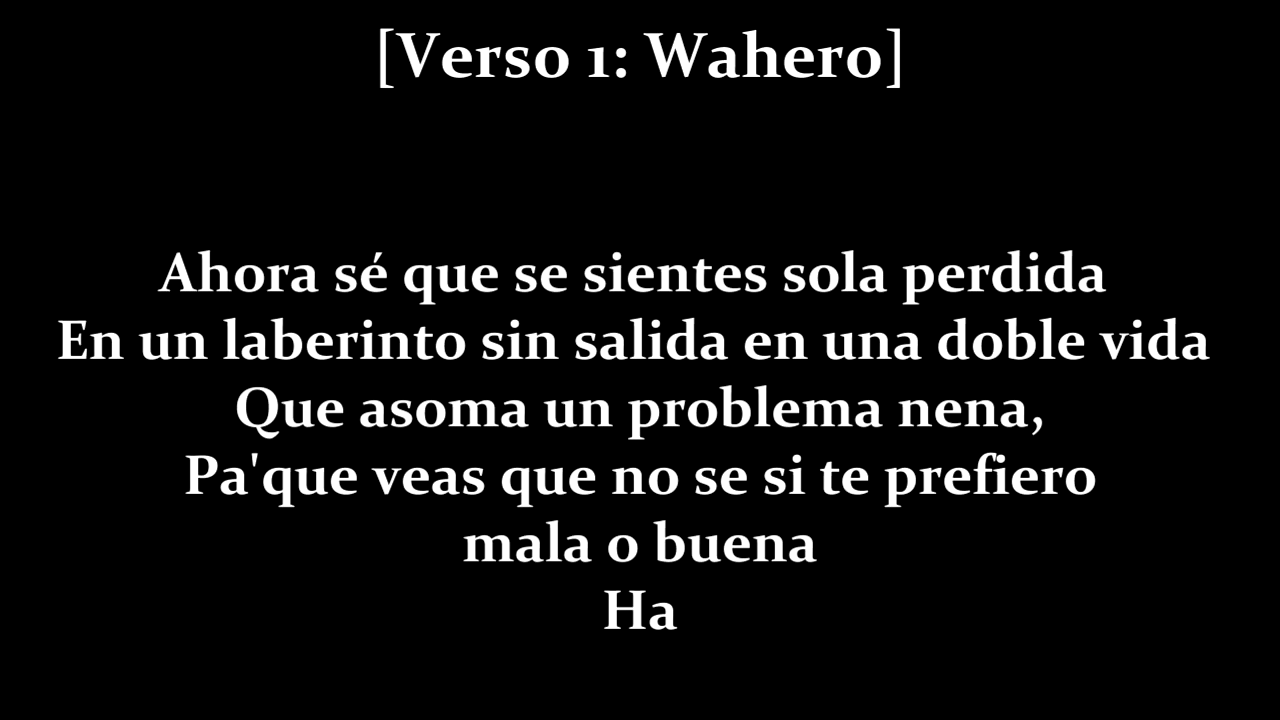 [Verso 1: Wahero]
Ahora sé que se sientes sola perdida
En un laberinto sin salida en una doble vida
Que asoma un problema nena,
Pa'que veas que no se si te prefiero
mala o buena
Ha